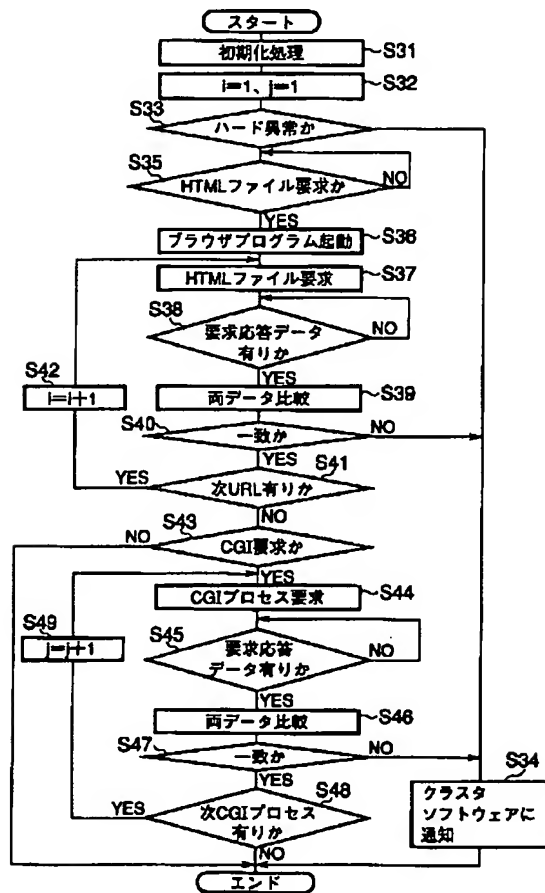 スタート
初期化処理
S31
i=1、j=1
S32
S33
ハード異常か
S35
HTMLファイル要求か
NO
YES
ブラウザプログラム起動
S36
HTMLファイル要求
S37
S38
要求応答データ
有りか
NO
YES
S42
i=i+1
両データ比較
S39
S40
一致か
NO
YES
S41
YES
次URL有りか
NO
S43
NO
CGI要求か
YES
CGIプロセス要求
S44
S49
j=j+1
S45
要求応答
データ有りか
NO
YES
両データ比較
S46
S47
一致か
NO
YES
S34
クラスタ
ソフトウェアに
通知
S48
YES
次CGIプロセス
有りか
NO
エンド